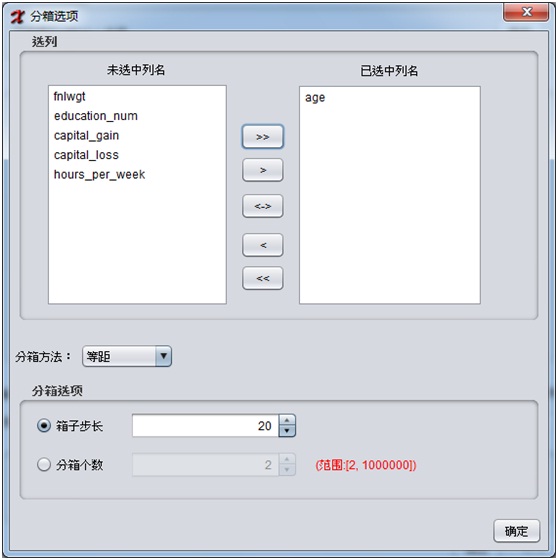 分箱选项
选列
未选中列名
已选中列名
fnlwgt
education_num
capital_gain
capital_loss
hours_per_week
age
>>
>
<->
<
<<
分箱方法：
等距
分箱选项
箱子步长
20
分箱个数
2
(范围:[2, 1000000])
确定